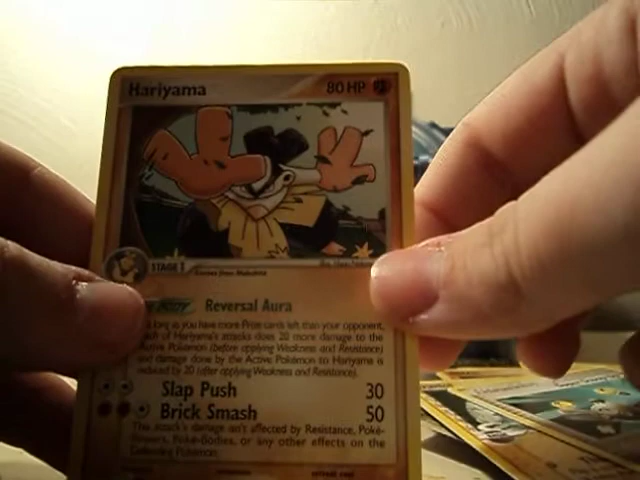 Hariyama 80 HP
STAGE 1 Evolves from Makuhita
BODY Reversal Aura
long as you have more Prize cards left than your opponent,
each of Hariyama's attacks does 20 more damage to the
Active Pokémon (before applying Weakness and Resistance)
and damage done by the Active Pokémon to Hariyama is
reduced by 20 (after applying Weakness and Resistance).
Slap Push 30
Brick Smash 50
This attack's damage isn't affected by Resistance, Poké-
Powers, Poké-Bodies, or any other effects on the
Defending Pokémon.